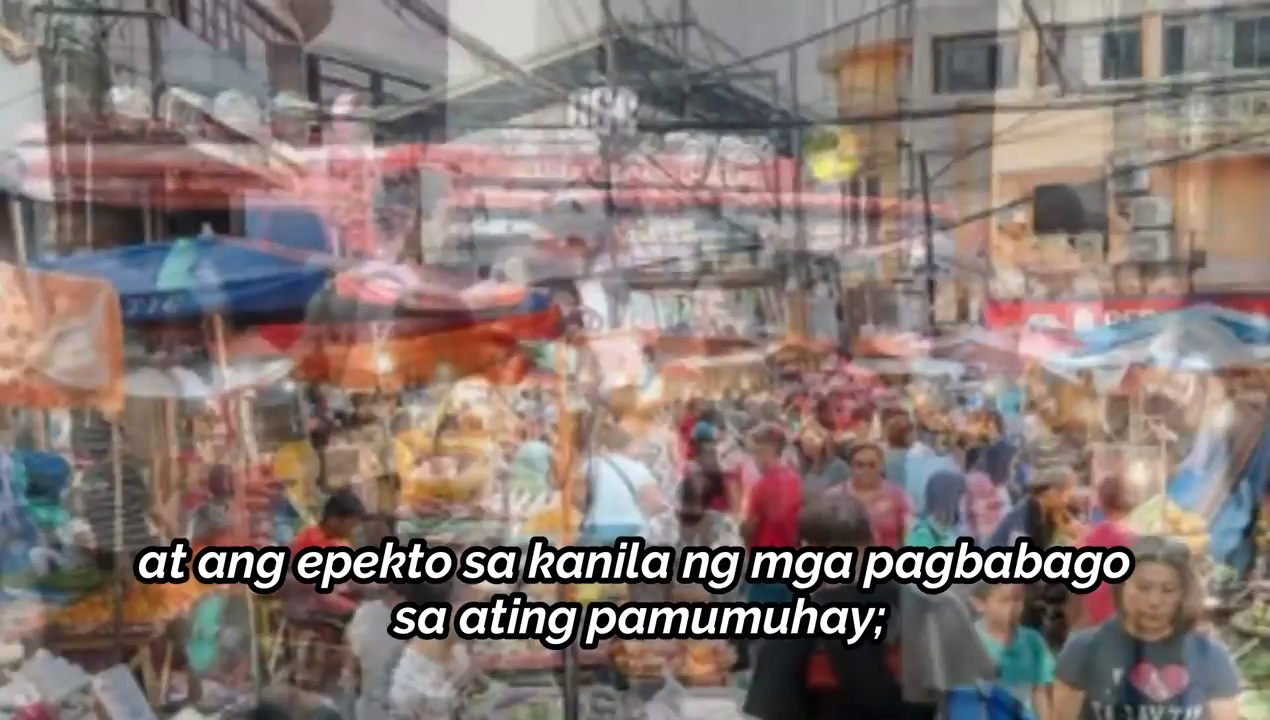 at ang epekto sa kanila ng mga pagbabago
sa ating pamumuhay;